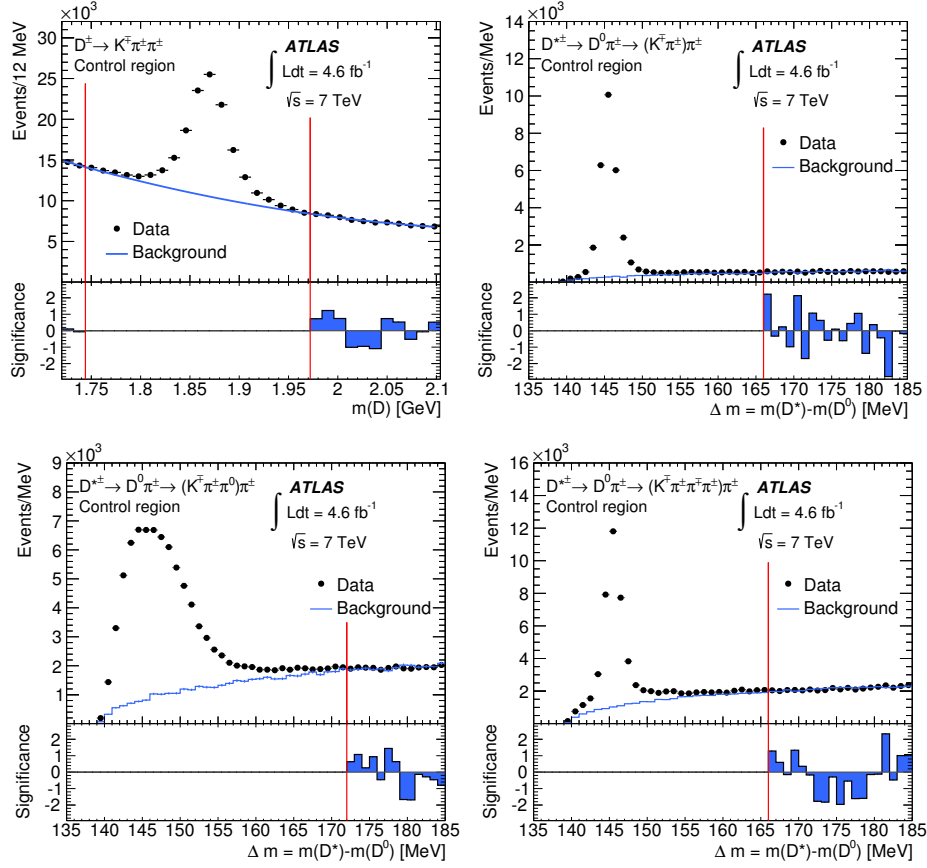 ×10³
30
25
20
15
10
5
Events/12 MeV
D± → K∓π±π±
Control region
ATLAS
∫ Ldt = 4.6 fb⁻¹
√s = 7 TeV
Data
Background
Significance
2
1
0
-1
-2
1.75 1.8 1.85 1.9 1.95 2 2.05 2.1
m(D) [GeV]
×10³
14
12
10
8
6
4
2
Events/MeV
D*± → D⁰π± → (K∓π±)π±
Control region
ATLAS
∫ Ldt = 4.6 fb⁻¹
√s = 7 TeV
Data
Background
Significance
2
1
0
-1
-2
135 140 145 150 155 160 165 170 175 180 185
Δ m = m(D*)-m(D⁰) [MeV]
×10³
9
8
7
6
5
4
3
2
1
Events/MeV
D*± → D⁰π± → (K∓π±π⁰)π±
Control region
ATLAS
∫ Ldt = 4.6 fb⁻¹
√s = 7 TeV
Data
Background
Significance
2
1
0
-1
-2
135 140 145 150 155 160 165 170 175 180 185
Δ m = m(D*)-m(D⁰) [MeV]
×10³
16
14
12
10
8
6
4
2
Events/MeV
D*± → D⁰π± → (K∓π±π∓π±)π±
Control region
ATLAS
∫ Ldt = 4.6 fb⁻¹
√s = 7 TeV
Data
Background
Significance
2
1
0
-1
-2
135 140 145 150 155 160 165 170 175 180 185
Δ m = m(D*)-m(D⁰) [MeV]